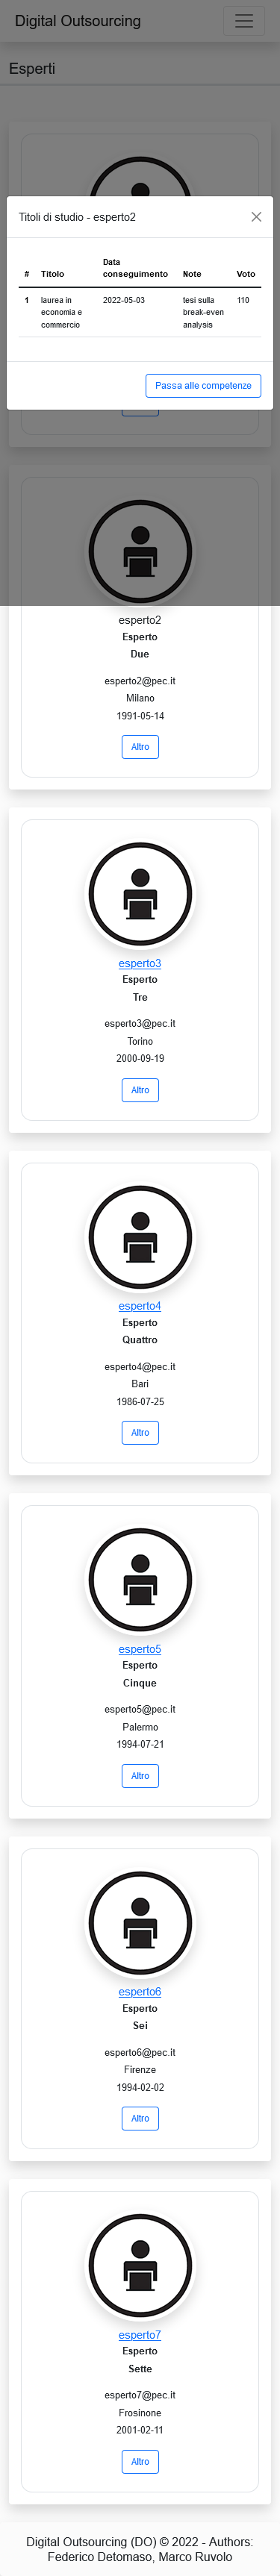 Digital Outsourcing
Esperti
Titoli di studio - esperto2
# Titolo Data conseguimento Note Voto
1 laurea in economia e commercio 2022-05-03 tesi sulla break-even analysis 110
Passa alle competenze
esperto2
Esperto
Due
esperto2@pec.it
Milano
1991-05-14
Altro
esperto3
Esperto
Tre
esperto3@pec.it
Torino
2000-09-19
Altro
esperto4
Esperto
Quattro
esperto4@pec.it
Bari
1986-07-25
Altro
esperto5
Esperto
Cinque
esperto5@pec.it
Palermo
1994-07-21
Altro
esperto6
Esperto
Sei
esperto6@pec.it
Firenze
1994-02-02
Altro
esperto7
Esperto
Sette
esperto7@pec.it
Frosinone
2001-02-11
Altro
Digital Outsourcing (DO) © 2022 - Authors:
Federico Detomaso, Marco Ruvolo